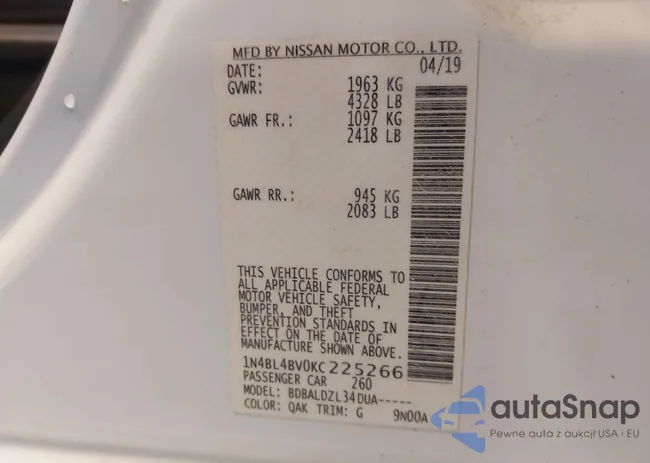 MFD BY NISSAN MOTOR CO., LTD.
DATE: 04/19
GVWR: 1963 KG
4328 LB
GAWR FR.: 1097 KG
2418 LB
GAWR RR.: 945 KG
2083 LB
THIS VEHICLE CONFORMS TO
ALL APPLICABLE FEDERAL
MOTOR VEHICLE SAFETY,
BUMPER, AND THEFT
PREVENTION STANDARDS IN
EFFECT ON THE DATE OF
MANUFACTURE SHOWN ABOVE.
1N4BL4BV0KC225266
PASSENGER CAR 260
MODEL: BDBALDZL34DUA-----
COLOR: QAK TRIM: G 9N00A
autaSnap
Pewne auta z aukcji USA i EU